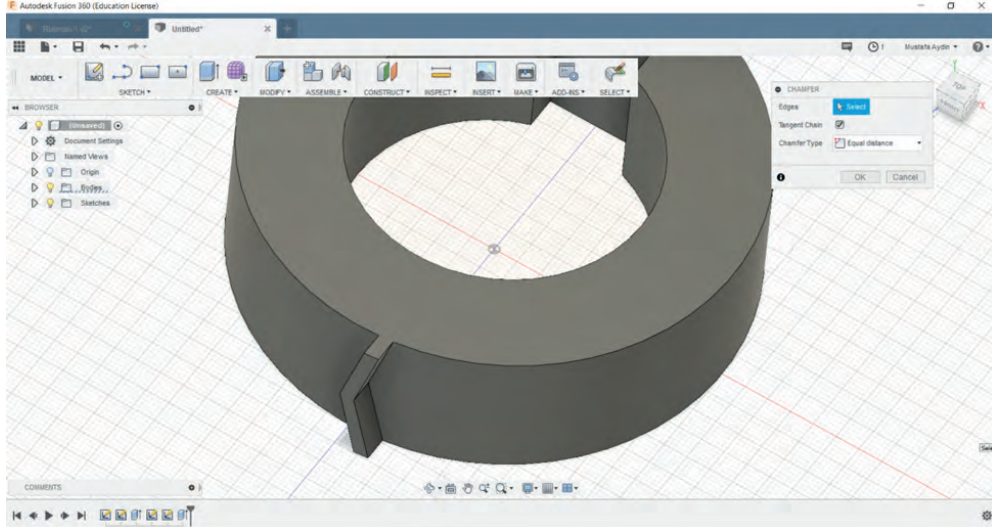 Autodesk Fusion 360 (Education License)
Untitled*
Mustafa Aydin
MODEL
SKETCH
CREATE
MODIFY
ASSEMBLE
CONSTRUCT
INSPECT
INSERT
MAKE
ADD-INS
SELECT
BROWSER
(Unsaved)
Document Settings
Named Views
Origin
Bodies
Sketches
CHAMFER
Edges Select
Tangent Chain
Chamfer Type Equal distance
OK Cancel
TOP
X
COMMENTS